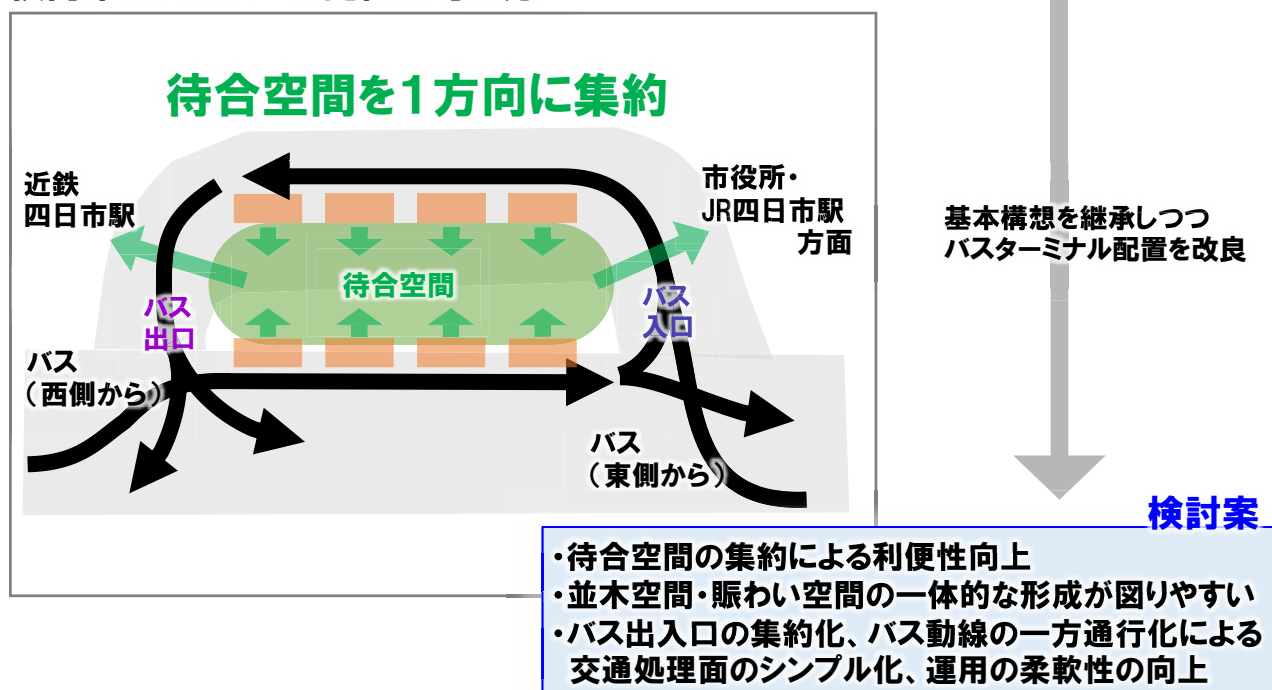 待合空間を1方向に集約
近鉄
四日市駅
市役所・
JR四日市駅
方面
待合空間
バス
出口
バス
入口
バス
（西側から）
バス
（東側から）
基本構想を継承しつつ
バスターミナル配置を改良
検討案
・待合空間の集約による利便性向上
・並木空間・賑わい空間の一体的な形成が図りやすい
・バス出入口の集約化、バス動線の一方通行化による
交通処理面のシンプル化、運用の柔軟性の向上